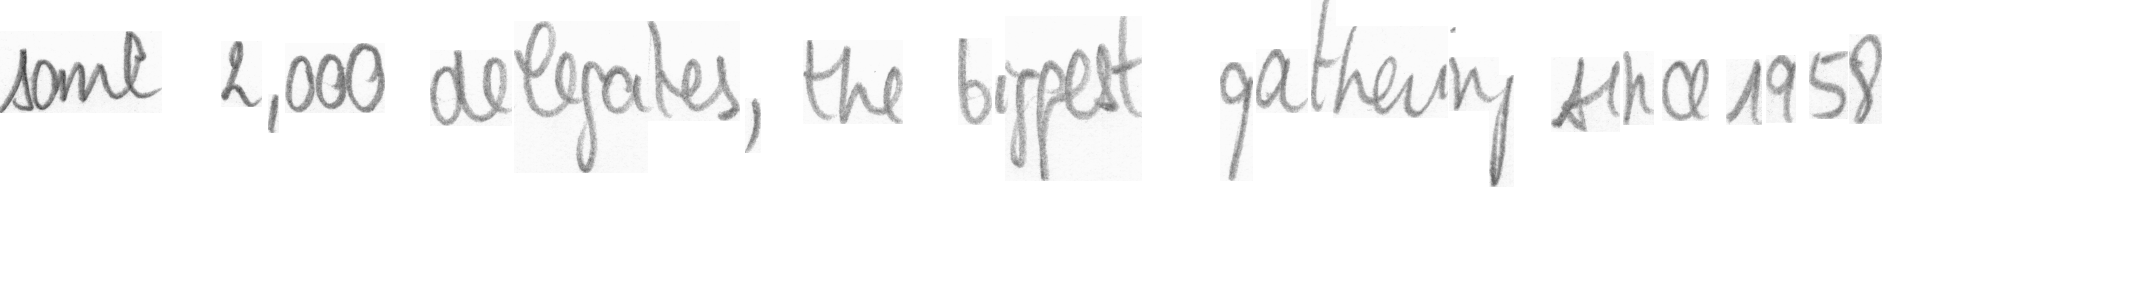 some 2,000 delegates, the biggest gathering since 1958